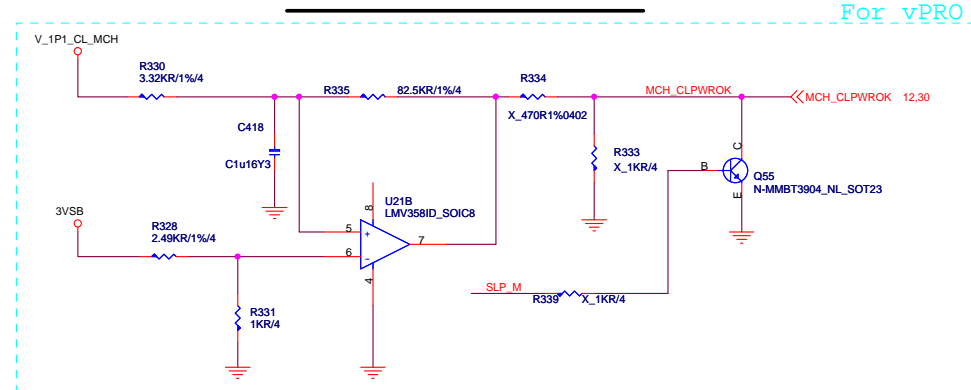 For vPRO
V_1P1_CL_MCH
R330
3.32KR/1%/4
R335
82.5KR/1%/4
R334
X_470R1%0402
MCH_CLPWROK
MCH_CLPWROK 12,30
C418
C1u16Y3
R333
X_1KR/4
C
B
E
Q55
N-MMBT3904_NL_SOT23
3VSB
R328
2.49KR/1%/4
8
U21B
LMV358ID_SOIC8
5
+
7
6
-
4
SLP_M
R339
X_1KR/4
R331
1KR/4